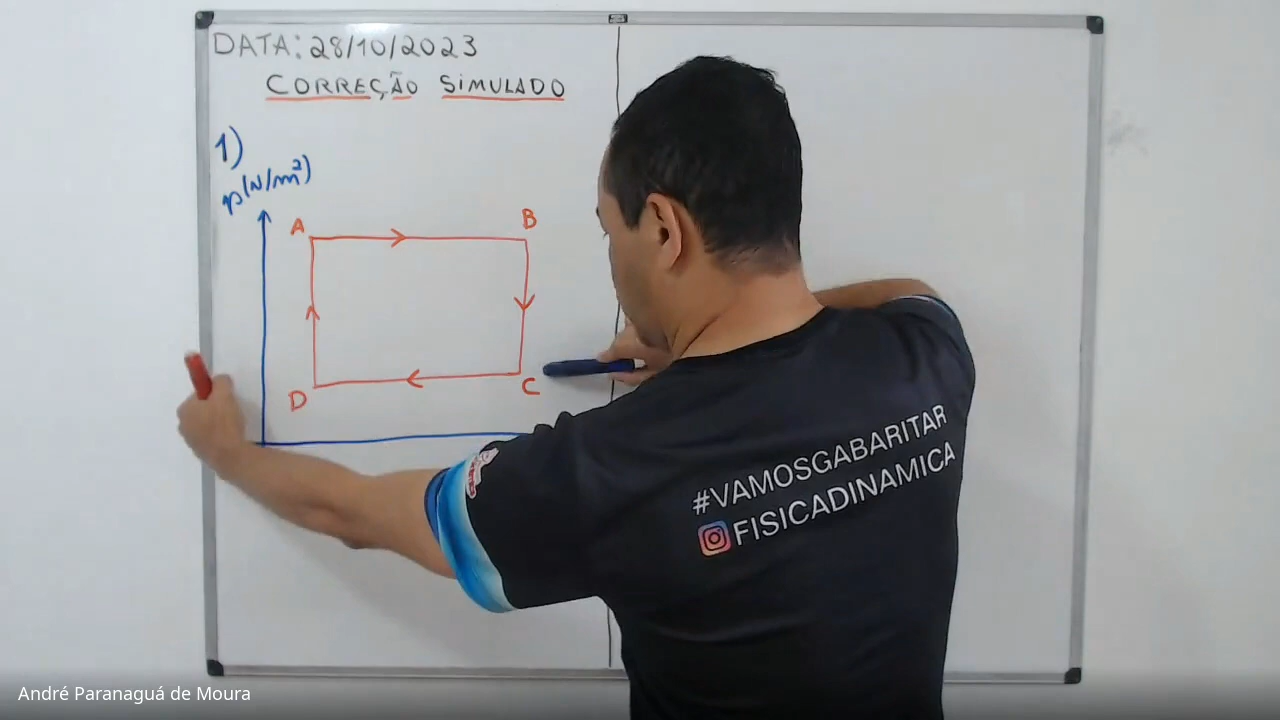 DATA: 28/10/2023
CORREÇÃO SIMULADO
1)
p(N/m²)
A
B
D
C
#VAMOSGABARITAR
FISICADINAMICA
André Paranaguá de Moura